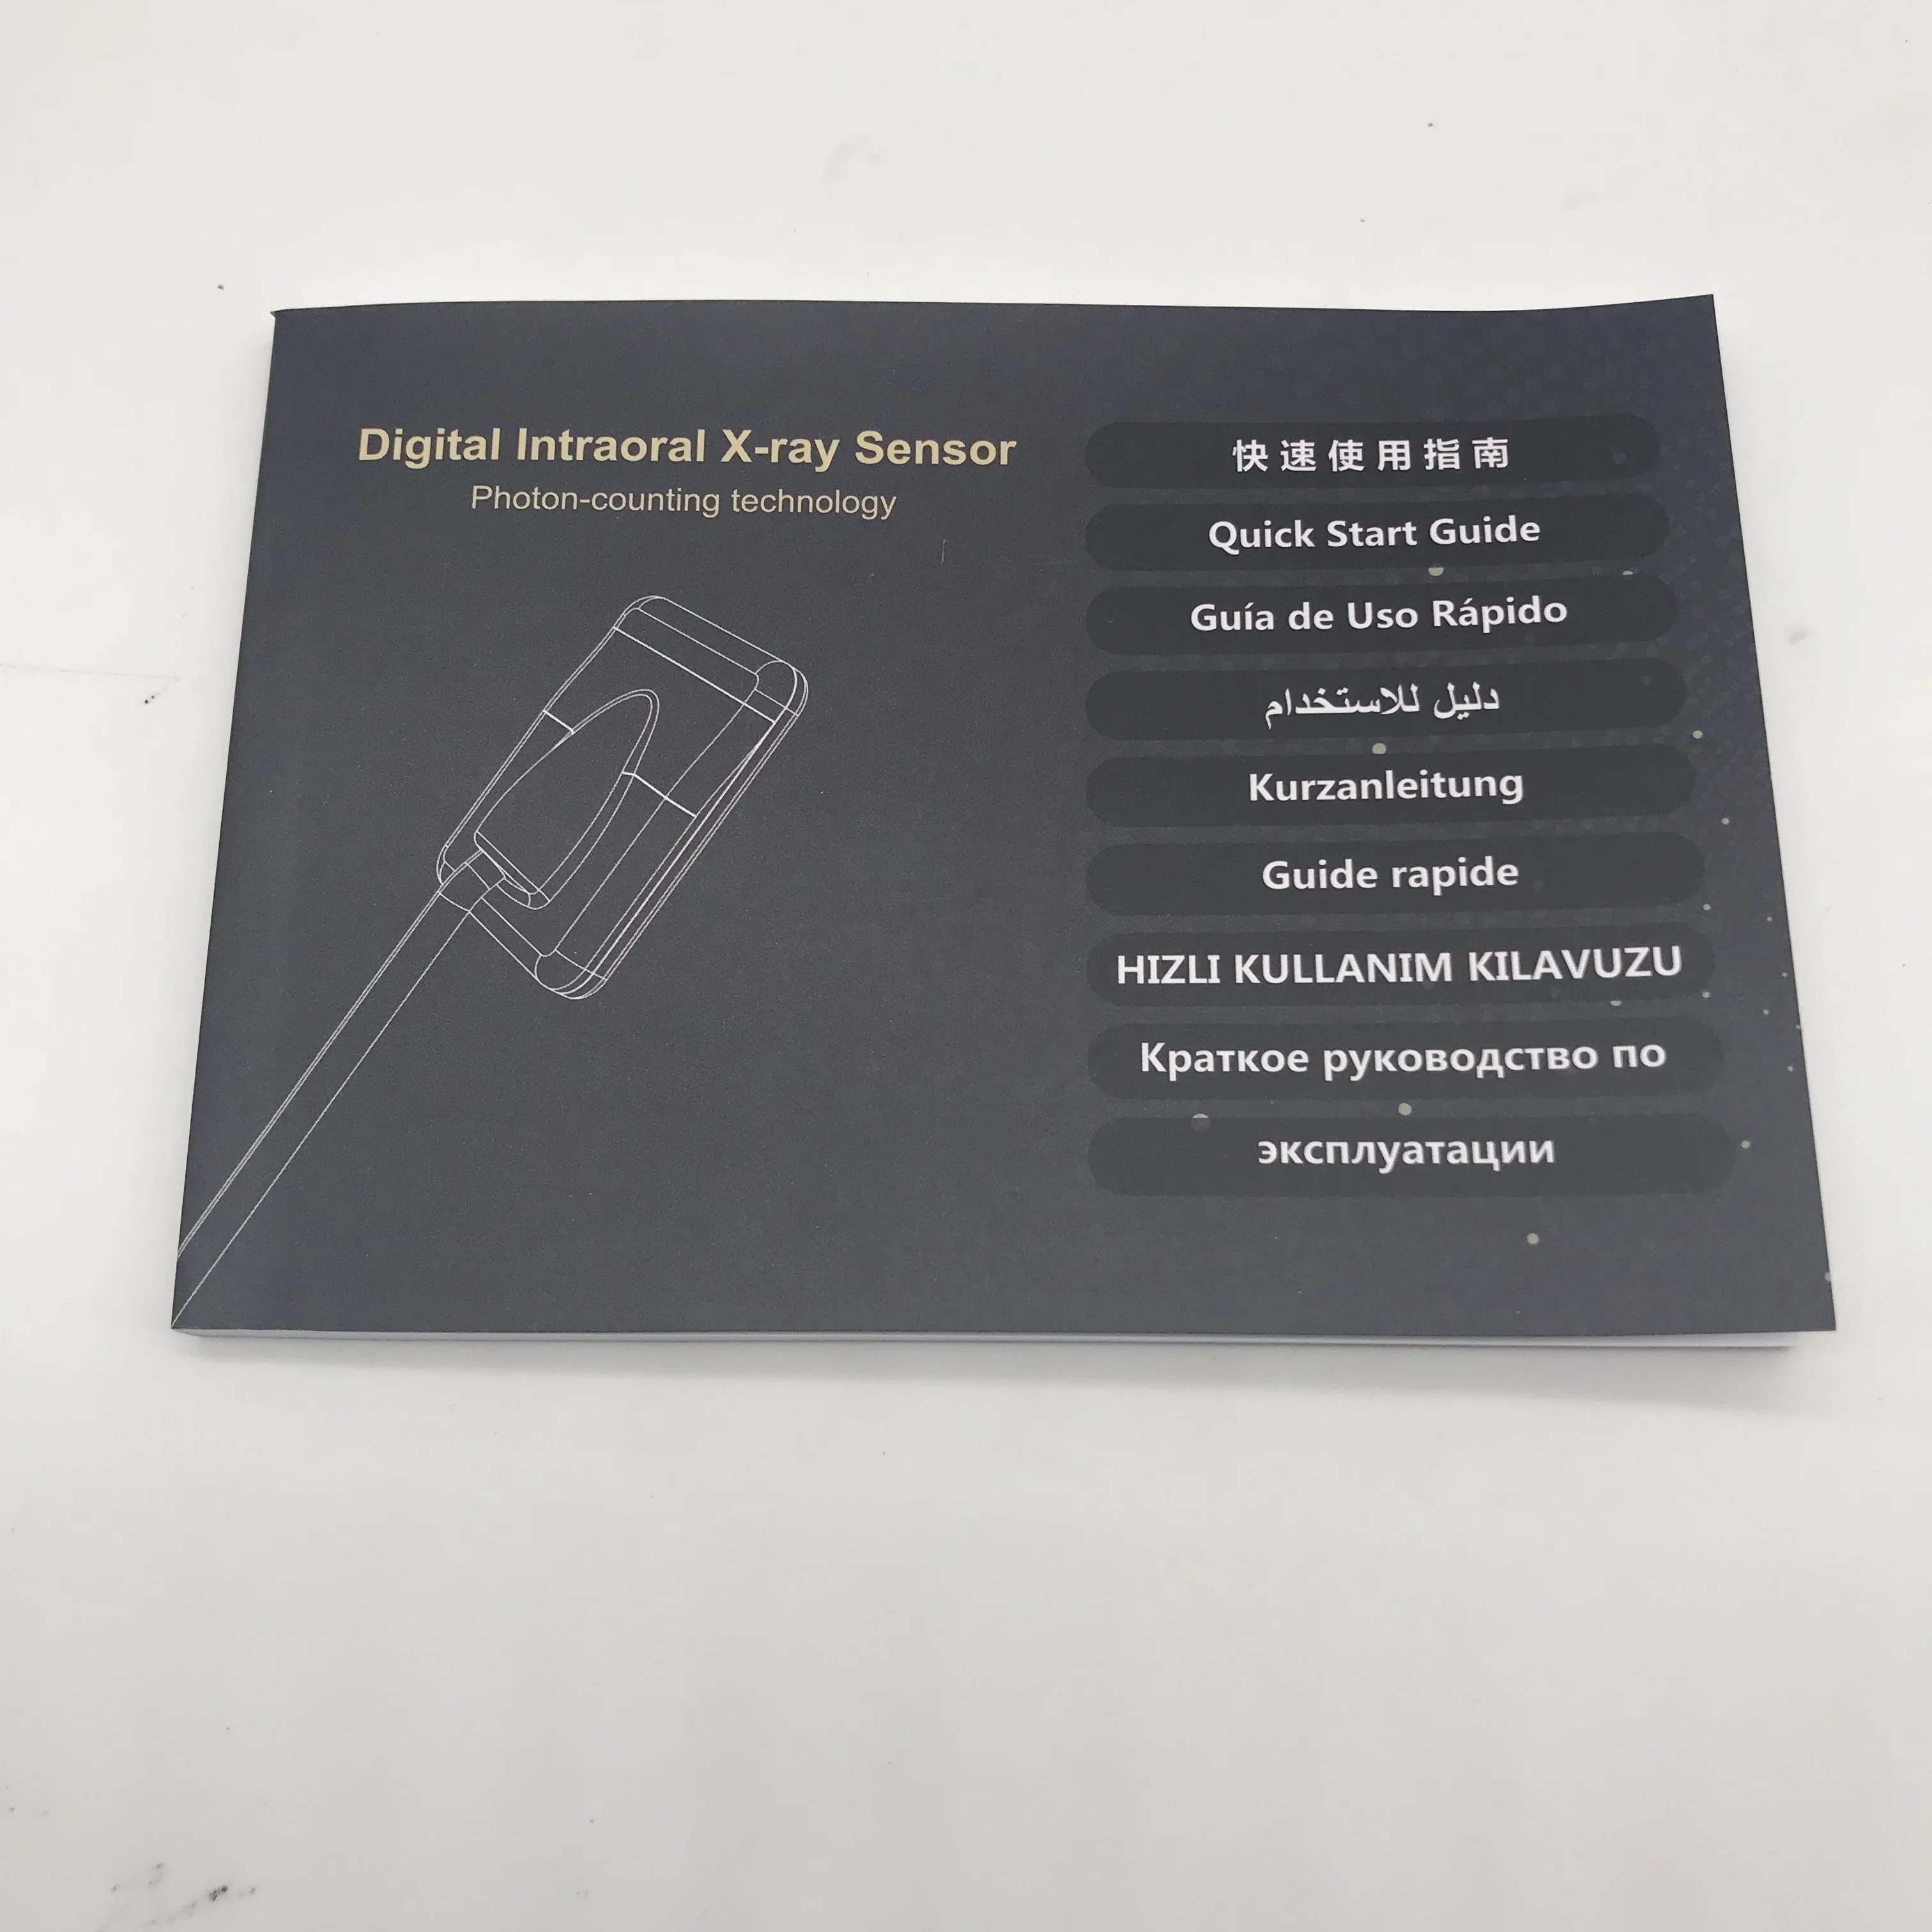 Digital Intraoral X-ray Sensor
Photon-counting technology
快速使用指南
Quick Start Guide
Guía de Uso Rápido
دليل للاستخدام
Kurzanleitung
Guide rapide
HIZLI KULLANIM KILAVUZU
Краткое руководство по
эксплуатации